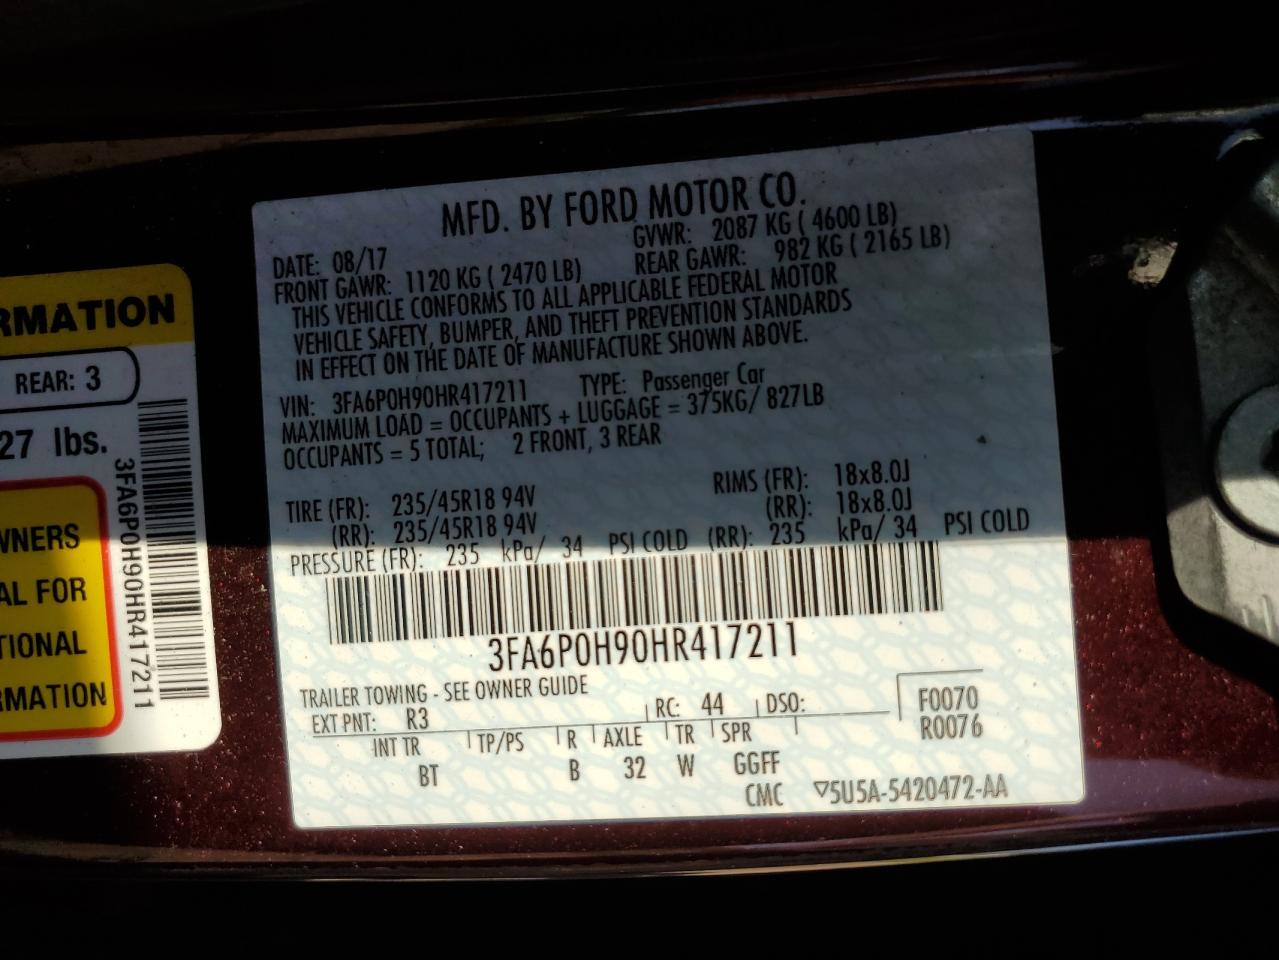 MFD. BY FORD MOTOR CO.
DATE: 08/17 GVWR: 2087 KG ( 4600 LB)
FRONT GAWR: 1120 KG ( 2470 LB) REAR GAWR: 982 KG ( 2165 LB)
THIS VEHICLE CONFORMS TO ALL APPLICABLE FEDERAL MOTOR
VEHICLE SAFETY, BUMPER, AND THEFT PREVENTION STANDARDS
IN EFFECT ON THE DATE OF MANUFACTURE SHOWN ABOVE.
VIN: 3FA6P0H90HR417211 TYPE: Passenger Car
MAXIMUM LOAD = OCCUPANTS + LUGGAGE = 375KG/ 827LB
OCCUPANTS = 5 TOTAL; 2 FRONT, 3 REAR
TIRE (FR): 235/45R18 94V RIMS (FR): 18x8.0J
(RR): 235/45R18 94V (RR): 18x8.0J
PRESSURE (FR): 235 kPa/ 34 PSI COLD (RR): 235 kPa/ 34 PSI COLD
3FA6P0H90HR417211
TRAILER TOWING - SEE OWNER GUIDE
EXT PNT: R3 RC: 44 DSO: F0070
R0076
INT TR TP/PS R AXLE TR SPR
BT B 32 W GGFF
CMC ▽5U5A-5420472-AA
RMATION
REAR: 3
27 lbs.
3FA6P0H90HR417211
WNERS
AL FOR
TIONAL
RMATION